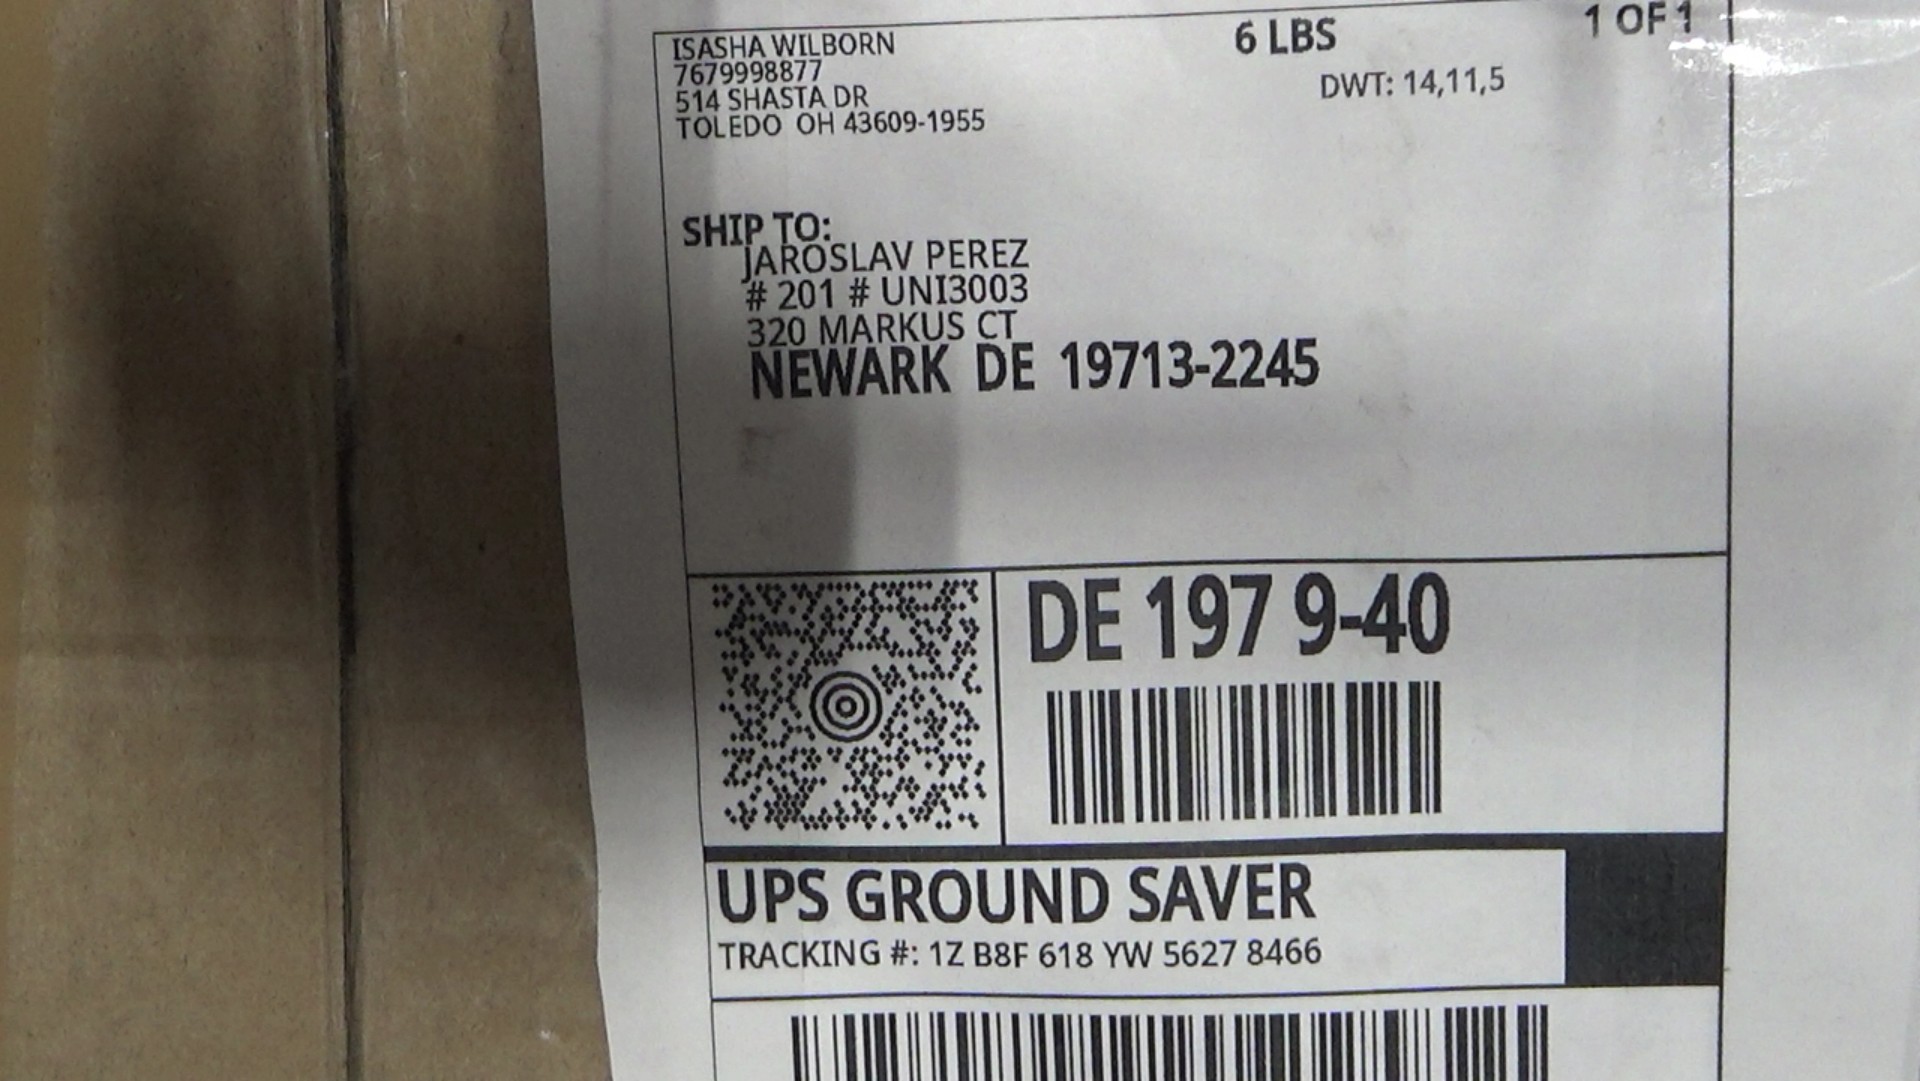 ISASHA WILBORN
7679998877
514 SHASTA DR
TOLEDO OH 43609-1955
6 LBS
1 OF 1
DWT: 14,11,5
SHIP TO:
JAROSLAV PEREZ
# 201 # UNI3003
320 MARKUS CT
NEWARK DE 19713-2245
DE 197 9-40
UPS GROUND SAVER
TRACKING #: 1Z B8F 618 YW 5627 8466